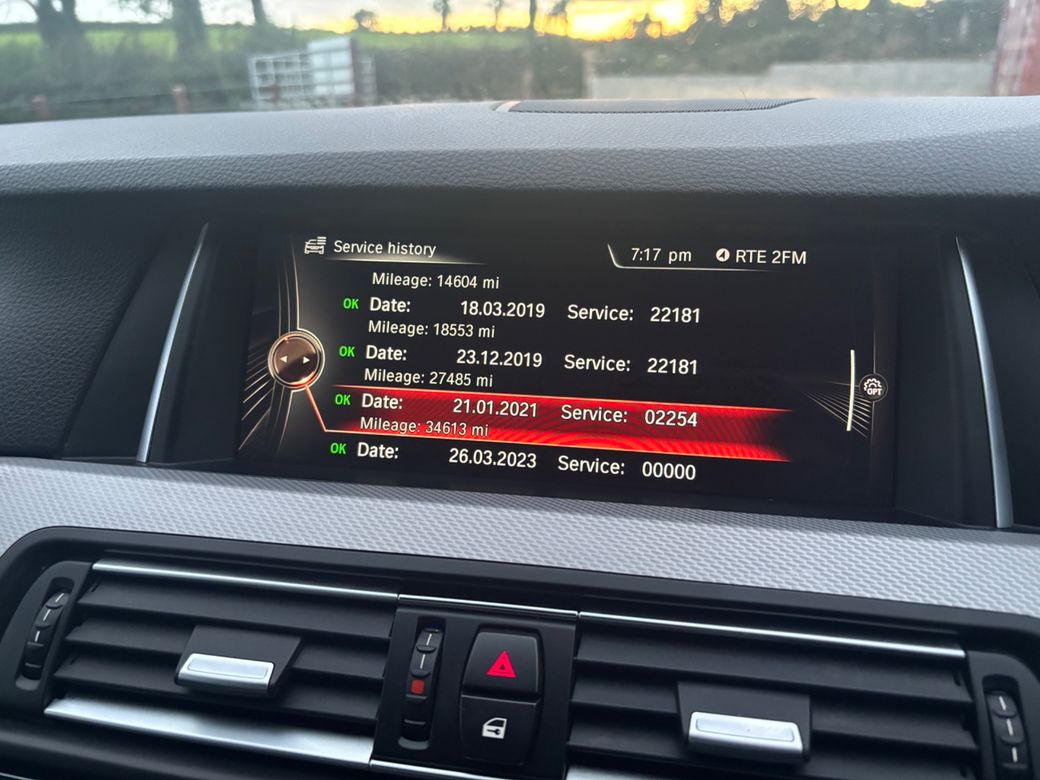 Service history
7:17 pm RTE 2FM
Mileage: 14604 mi
OK Date: 18.03.2019 Service: 22181
Mileage: 18553 mi
OK Date: 23.12.2019 Service: 22181
Mileage: 27485 mi
OK Date: 21.01.2021 Service: 02254
Mileage: 34613 mi
OK Date: 26.03.2023 Service: 00000
OPT